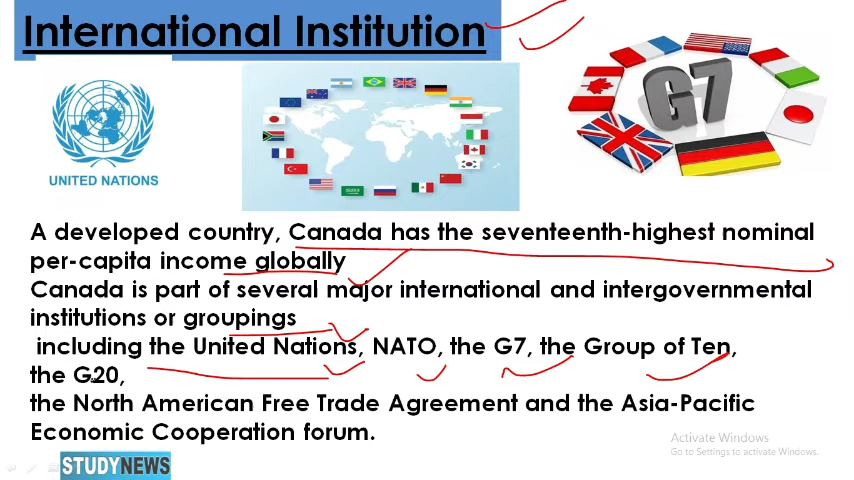 International Institution
UNITED NATIONS
G7
A developed country, Canada has the seventeenth-highest nominal
per-capita income globally
Canada is part of several major international and intergovernmental
institutions or groupings
including the United Nations, NATO, the G7, the Group of Ten,
the G20,
the North American Free Trade Agreement and the Asia-Pacific
Economic Cooperation forum.
Activate Windows
Go to Settings to activate Windows.
STUDYNEWS